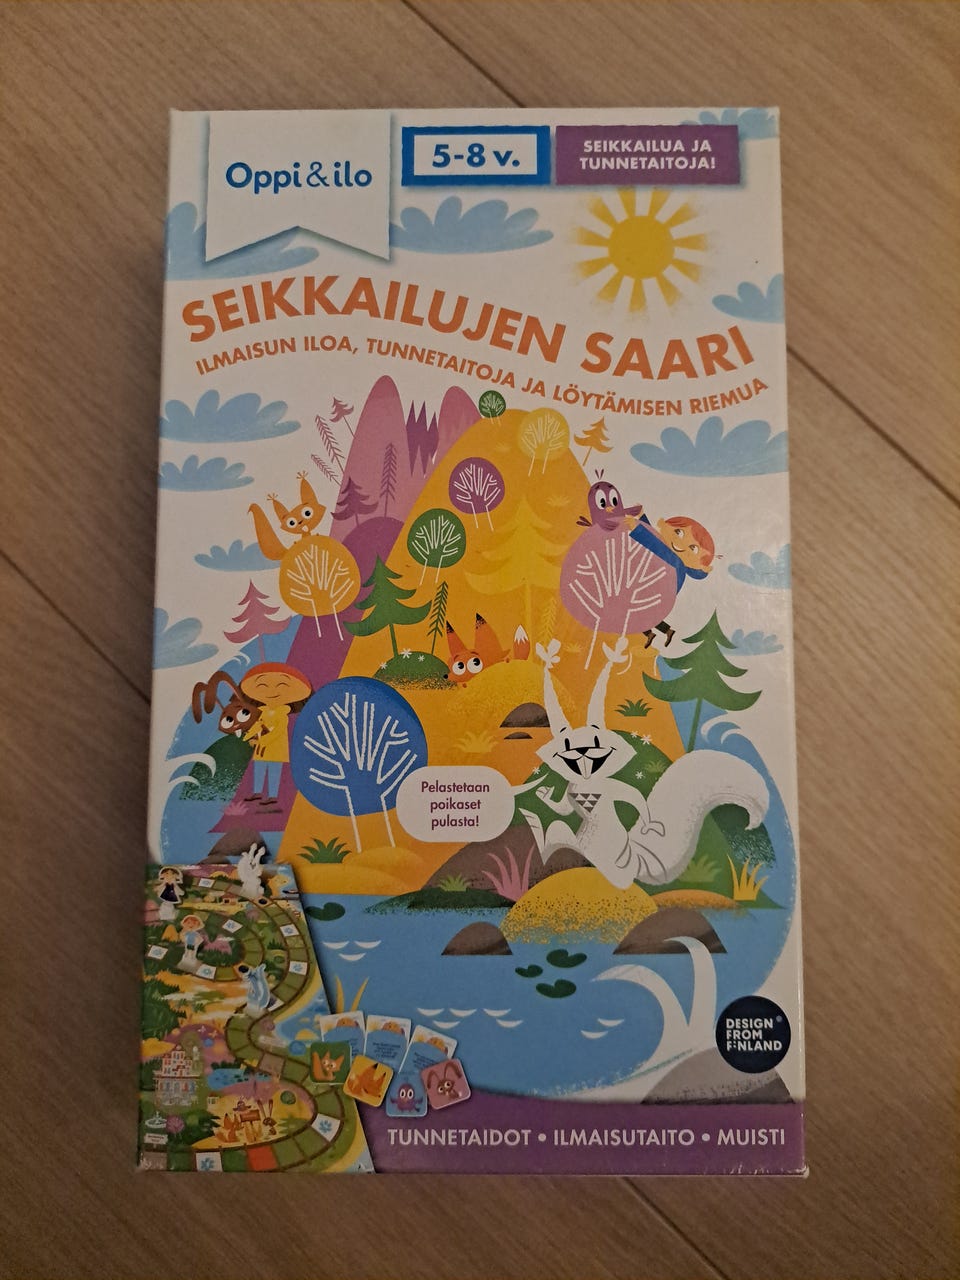 Oppi&ilo
5-8 v.
SEIKKAILUA JA
TUNNETAITOJA!
SEIKKAILUJEN SAARI
ILMAISUN ILOA, TUNNETAITOJA JA LÖYTÄMISEN RIEMUA
Pelastetaan
poikaset
pulasta!
DESIGN
FROM
FINLAND
TUNNETAIDOT • ILMAISUTAITO • MUISTI